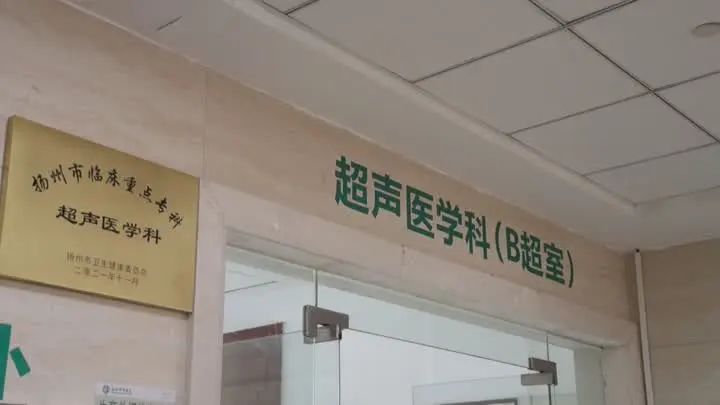 扬州市临床重点专科
超声医学科
扬州市卫生健康委员会
二〇二一年十一月
超声医学科(B超室)